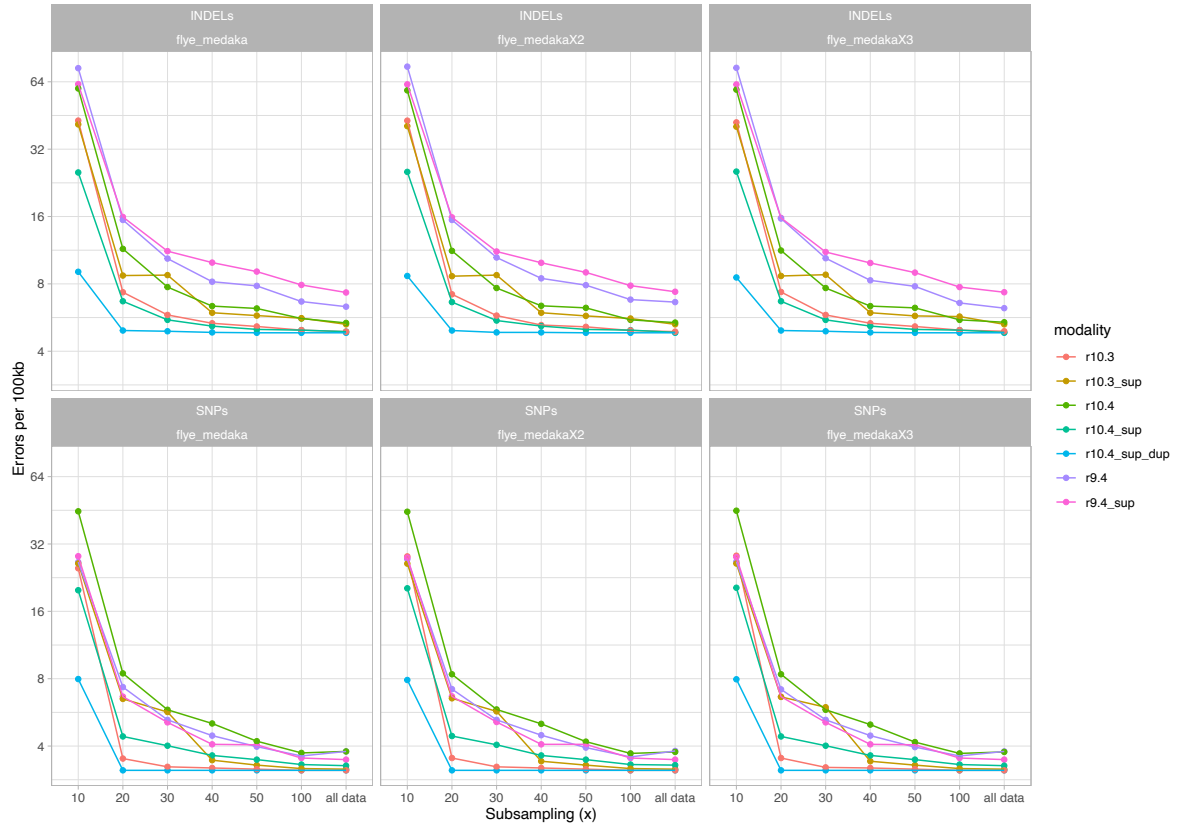 INDELs
flye_medaka
INDELs
flye_medakaX2
INDELs
flye_medakaX3
64
32
16
8
4
SNPs
flye_medaka
SNPs
flye_medakaX2
SNPs
flye_medakaX3
64
32
16
8
4
Errors per 100kb
10 20 30 40 50 100 all data
10 20 30 40 50 100 all data
10 20 30 40 50 100 all data
Subsampling (x)
modality
r10.3
r10.3_sup
r10.4
r10.4_sup
r10.4_sup_dup
r9.4
r9.4_sup